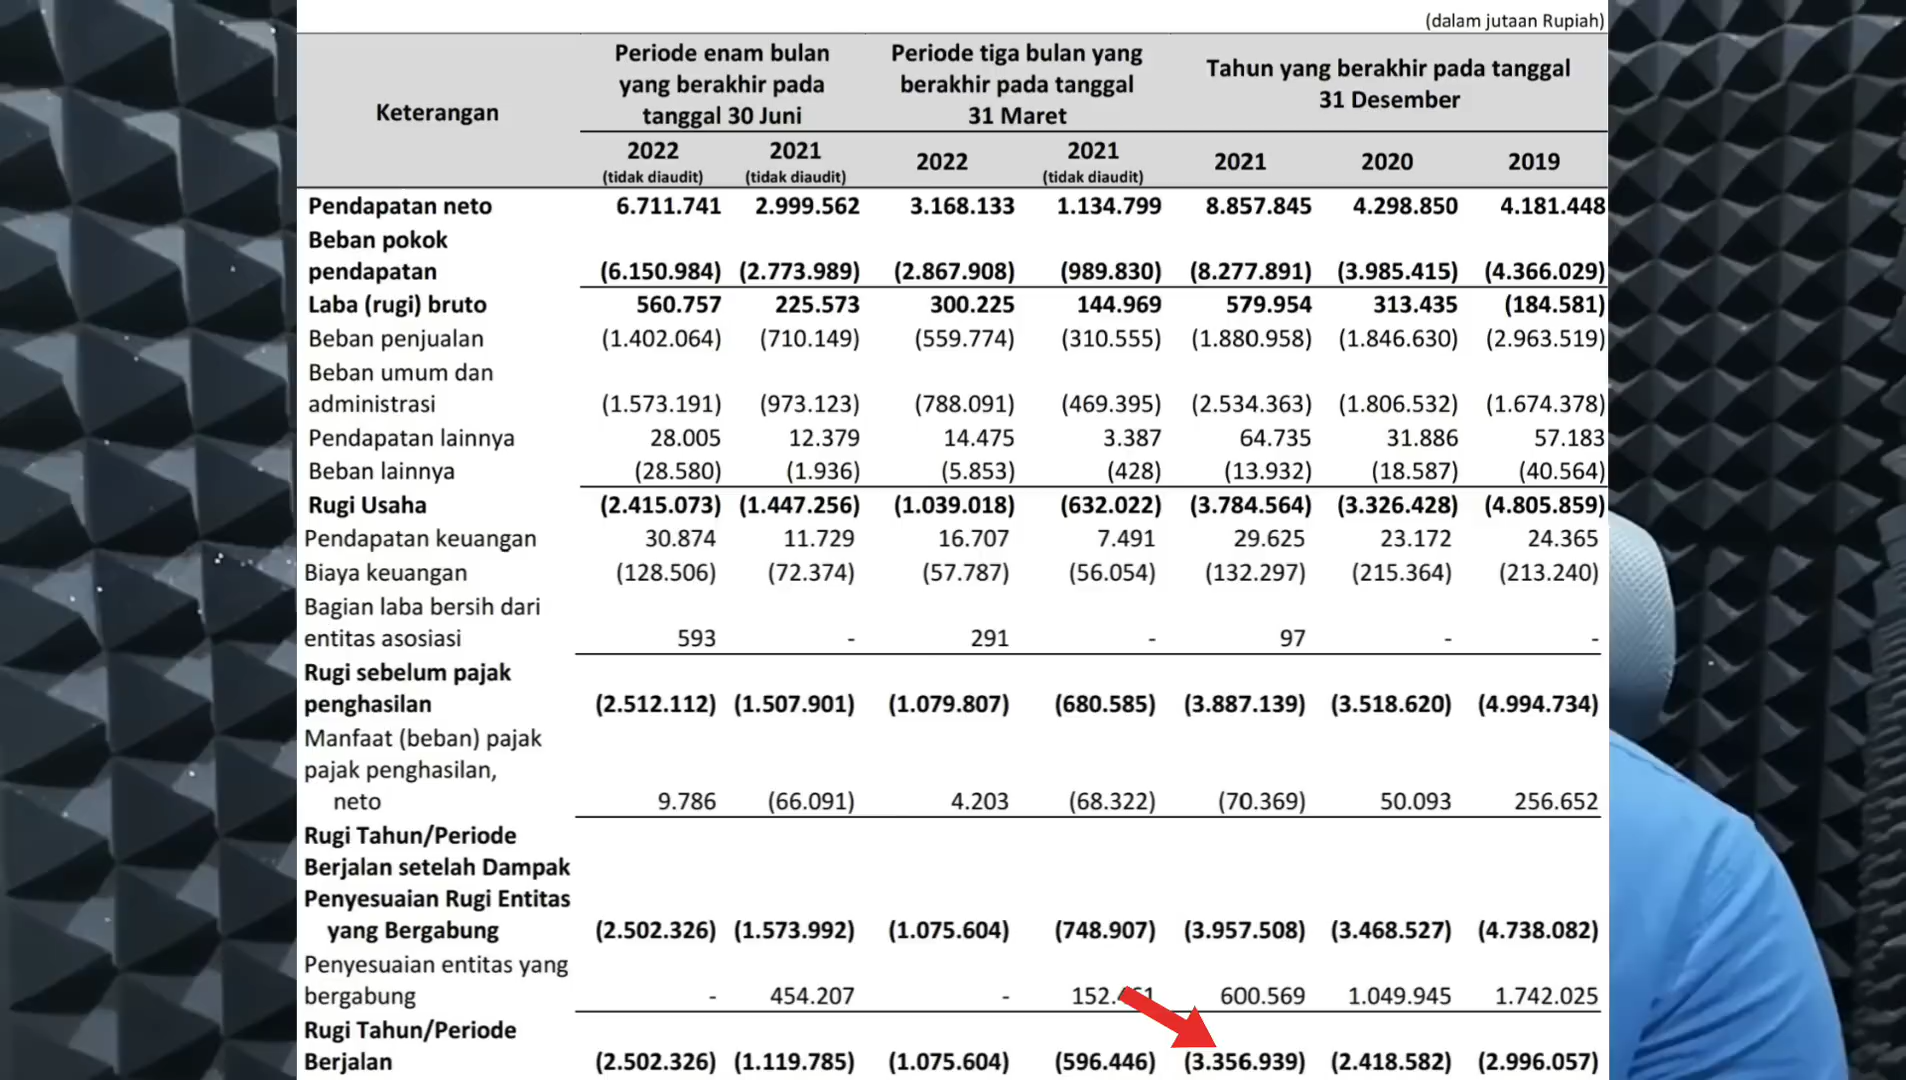 (dalam jutaan Rupiah)
Keterangan
Periode enam bulan
yang berakhir pada
tanggal 30 Juni
Periode tiga bulan yang
berakhir pada tanggal
31 Maret
Tahun yang berakhir pada tanggal
31 Desember
2022 2021 2022 2021 2021 2020 2019
(tidak diaudit) (tidak diaudit) (tidak diaudit)
Pendapatan neto 6.711.741 2.999.562 3.168.133 1.134.799 8.857.845 4.298.850 4.181.448
Beban pokok
pendapatan (6.150.984) (2.773.989) (2.867.908) (989.830) (8.277.891) (3.985.415) (4.366.029)
Laba (rugi) bruto 560.757 225.573 300.225 144.969 579.954 313.435 (184.581)
Beban penjualan (1.402.064) (710.149) (559.774) (310.555) (1.880.958) (1.846.630) (2.963.519)
Beban umum dan
administrasi (1.573.191) (973.123) (788.091) (469.395) (2.534.363) (1.806.532) (1.674.378)
Pendapatan lainnya 28.005 12.379 14.475 3.387 64.735 31.886 57.183
Beban lainnya (28.580) (1.936) (5.853) (428) (13.932) (18.587) (40.564)
Rugi Usaha (2.415.073) (1.447.256) (1.039.018) (632.022) (3.784.564) (3.326.428) (4.805.859)
Pendapatan keuangan 30.874 11.729 16.707 7.491 29.625 23.172 24.365
Biaya keuangan (128.506) (72.374) (57.787) (56.054) (132.297) (215.364) (213.240)
Bagian laba bersih dari
entitas asosiasi 593 - 291 - 97 - -
Rugi sebelum pajak
penghasilan (2.512.112) (1.507.901) (1.079.807) (680.585) (3.887.139) (3.518.620) (4.994.734)
Manfaat (beban) pajak
pajak penghasilan,
neto 9.786 (66.091) 4.203 (68.322) (70.369) 50.093 256.652
Rugi Tahun/Periode
Berjalan setelah Dampak
Penyesuaian Rugi Entitas
yang Bergabung (2.502.326) (1.573.992) (1.075.604) (748.907) (3.957.508) (3.468.527) (4.738.082)
Penyesuaian entitas yang
bergabung - 454.207 - 600.569 1.049.945 1.742.025
Rugi Tahun/Periode
Berjalan (2.502.326) (1.119.785) (1.075.604) (596.446) (3.356.939) (2.418.582) (2.996.057)